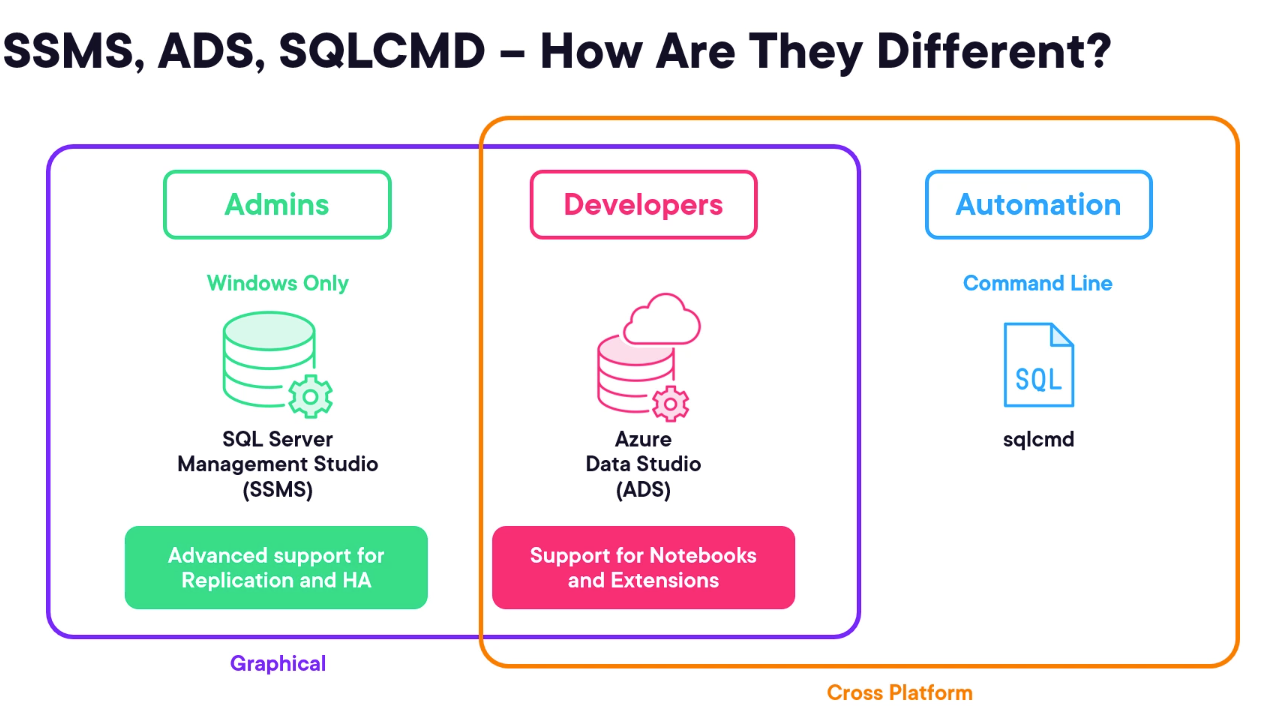 SSMS, ADS, SQLCMD – How Are They Different?
Admins
Windows Only
SQL Server
Management Studio
(SSMS)
Advanced support for
Replication and HA
Developers
Azure
Data Studio
(ADS)
Support for Notebooks
and Extensions
Automation
Command Line
SQL
sqlcmd
Graphical
Cross Platform